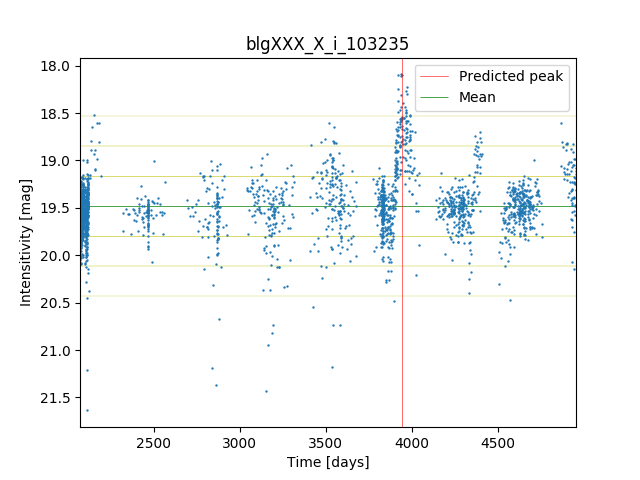 blgXXX_X_i_103235
18.0
18.5
19.0
19.5
20.0
20.5
21.0
21.5
Intensitivity [mag]
Predicted peak
Mean
2500 3000 3500 4000 4500
Time [days]